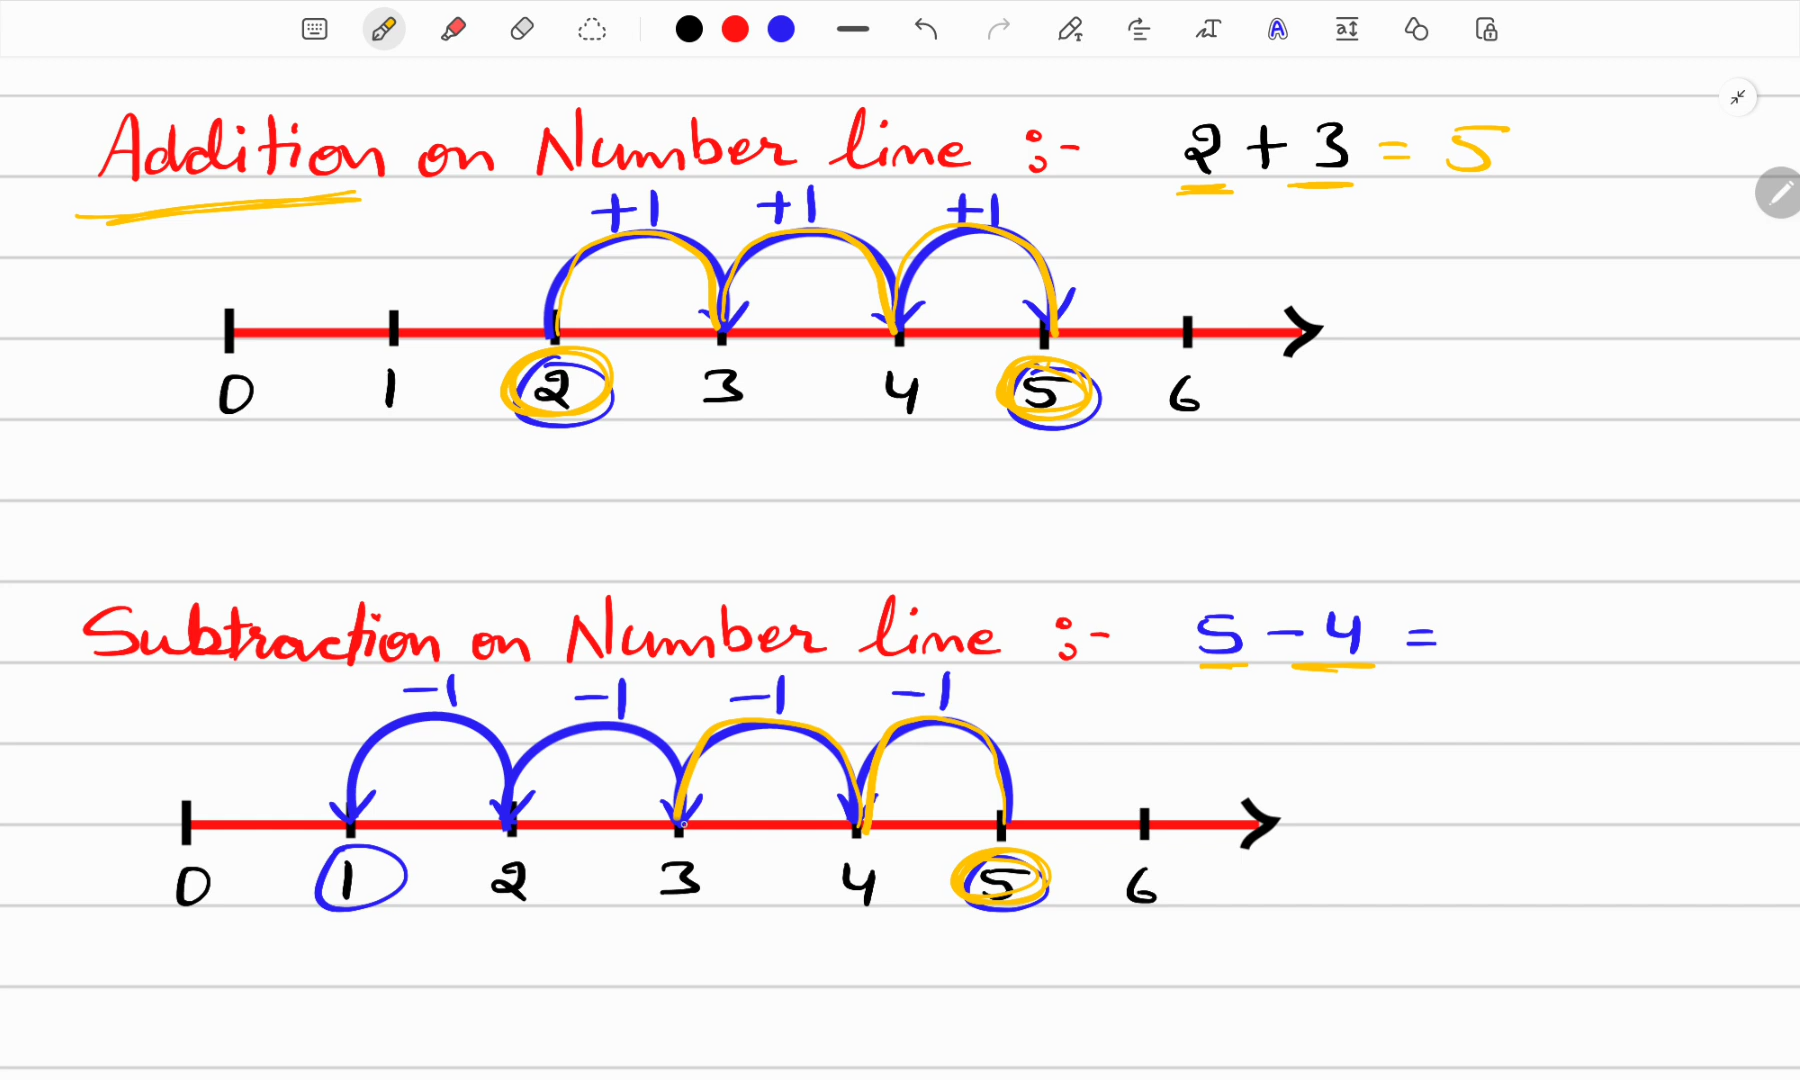 Addition on Number line :- 2 + 3 = 5
+1 +1 +1
0 1 2 3 4 5 6
Subtraction on Number line :- 5 - 4 =
-1 -1 -1 -1
0 1 2 3 4 5 6